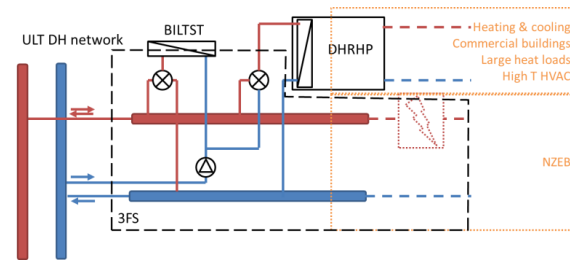 BILTST
ULT DH network
DHRHP
Heating & cooling
Commercial buildings
Large heat loads
High T HVAC
NZEB
3FS